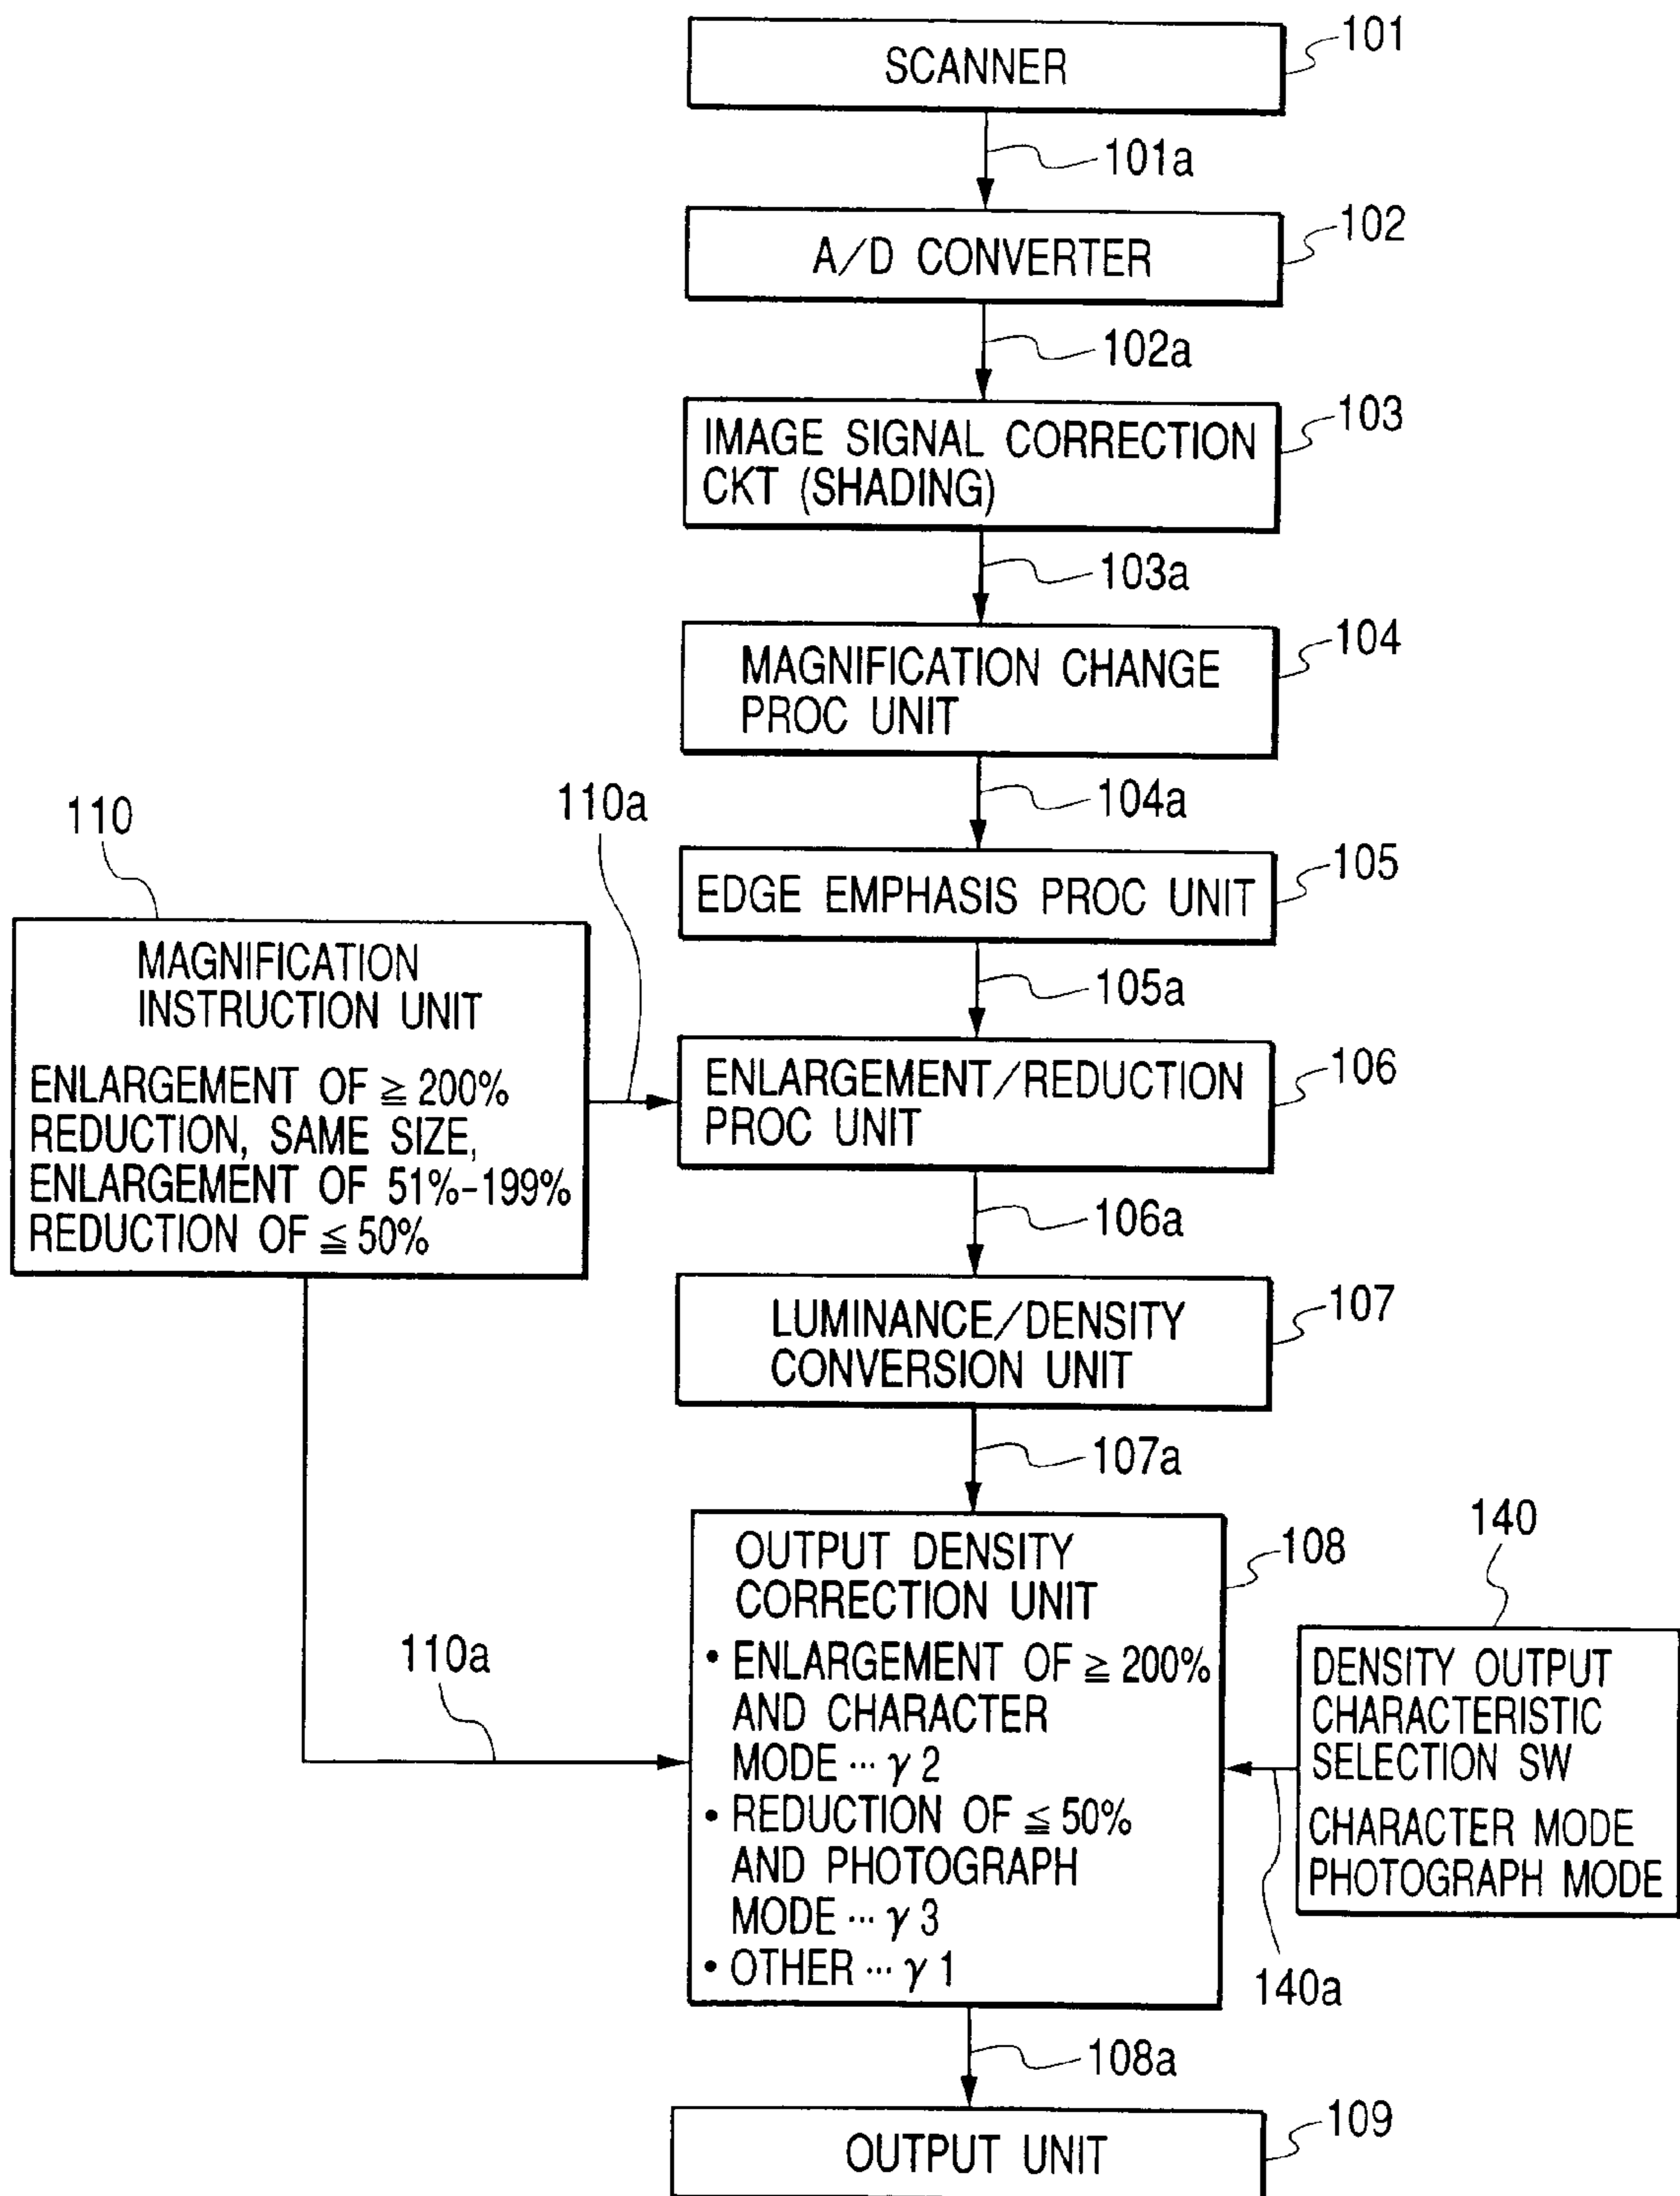 SCANNER
101
101a
A/D CONVERTER
102
102a
IMAGE SIGNAL CORRECTION
CKT (SHADING)
103
103a
MAGNIFICATION CHANGE
PROC UNIT
104
104a
EDGE EMPHASIS PROC UNIT
105
105a
110
110a
MAGNIFICATION
INSTRUCTION UNIT
ENLARGEMENT OF ≧ 200%
REDUCTION, SAME SIZE,
ENLARGEMENT OF 51%-199%
REDUCTION OF ≦ 50%
ENLARGEMENT/REDUCTION
PROC UNIT
106
106a
LUMINANCE/DENSITY
CONVERSION UNIT
107
107a
110a
OUTPUT DENSITY
CORRECTION UNIT
• ENLARGEMENT OF ≧ 200%
AND CHARACTER
MODE ··· γ 2
• REDUCTION OF ≦ 50%
AND PHOTOGRAPH
MODE ··· γ 3
• OTHER ··· γ 1
108
140
DENSITY OUTPUT
CHARACTERISTIC
SELECTION SW
CHARACTER MODE
PHOTOGRAPH MODE
140a
108a
OUTPUT UNIT
109